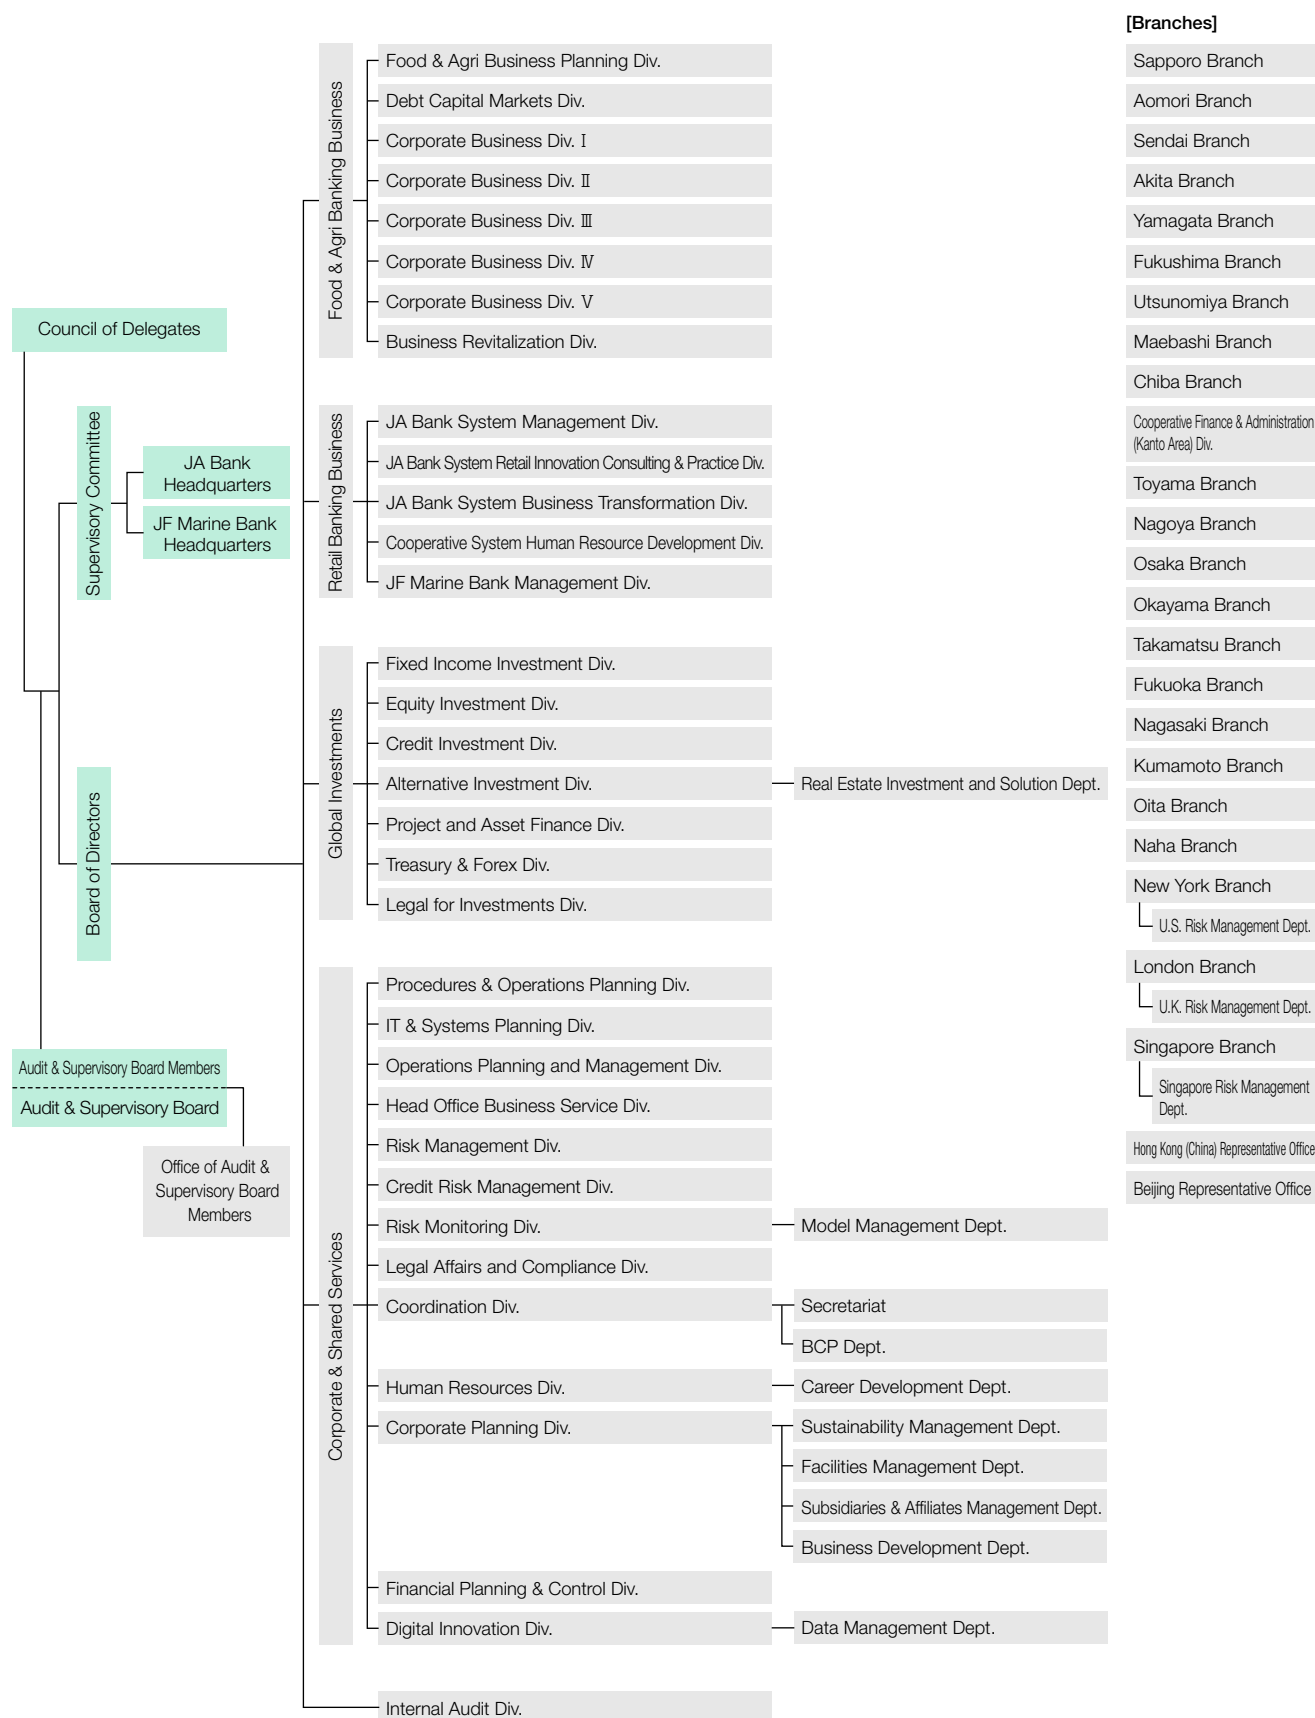 Council of Delegates
Supervisory Committee
JA Bank
Headquarters
JF Marine Bank
Headquarters
Board of Directors
Audit & Supervisory Board Members
Audit & Supervisory Board
Office of Audit &
Supervisory Board
Members
Food & Agri Banking Business
Food & Agri Business Planning Div.
Debt Capital Markets Div.
Corporate Business Div. Ⅰ
Corporate Business Div. Ⅱ
Corporate Business Div. Ⅲ
Corporate Business Div. Ⅳ
Corporate Business Div. Ⅴ
Business Revitalization Div.
Retail Banking Business
JA Bank System Management Div.
JA Bank System Retail Innovation Consulting & Practice Div.
JA Bank System Business Transformation Div.
Cooperative System Human Resource Development Div.
JF Marine Bank Management Div.
Global Investments
Fixed Income Investment Div.
Equity Investment Div.
Credit Investment Div.
Alternative Investment Div.
Real Estate Investment and Solution Dept.
Project and Asset Finance Div.
Treasury & Forex Div.
Legal for Investments Div.
Corporate & Shared Services
Procedures & Operations Planning Div.
IT & Systems Planning Div.
Operations Planning and Management Div.
Head Office Business Service Div.
Risk Management Div.
Credit Risk Management Div.
Risk Monitoring Div.
Model Management Dept.
Legal Affairs and Compliance Div.
Coordination Div.
Secretariat
BCP Dept.
Human Resources Div.
Career Development Dept.
Corporate Planning Div.
Sustainability Management Dept.
Facilities Management Dept.
Subsidiaries & Affiliates Management Dept.
Business Development Dept.
Financial Planning & Control Div.
Digital Innovation Div.
Data Management Dept.
Internal Audit Div.
[Branches]
Sapporo Branch
Aomori Branch
Sendai Branch
Akita Branch
Yamagata Branch
Fukushima Branch
Utsunomiya Branch
Maebashi Branch
Chiba Branch
Cooperative Finance & Administration
(Kanto Area) Div.
Toyama Branch
Nagoya Branch
Osaka Branch
Okayama Branch
Takamatsu Branch
Fukuoka Branch
Nagasaki Branch
Kumamoto Branch
Oita Branch
Naha Branch
New York Branch
U.S. Risk Management Dept.
London Branch
U.K. Risk Management Dept.
Singapore Branch
Singapore Risk Management
Dept.
Hong Kong (China) Representative Office
Beijing Representative Office